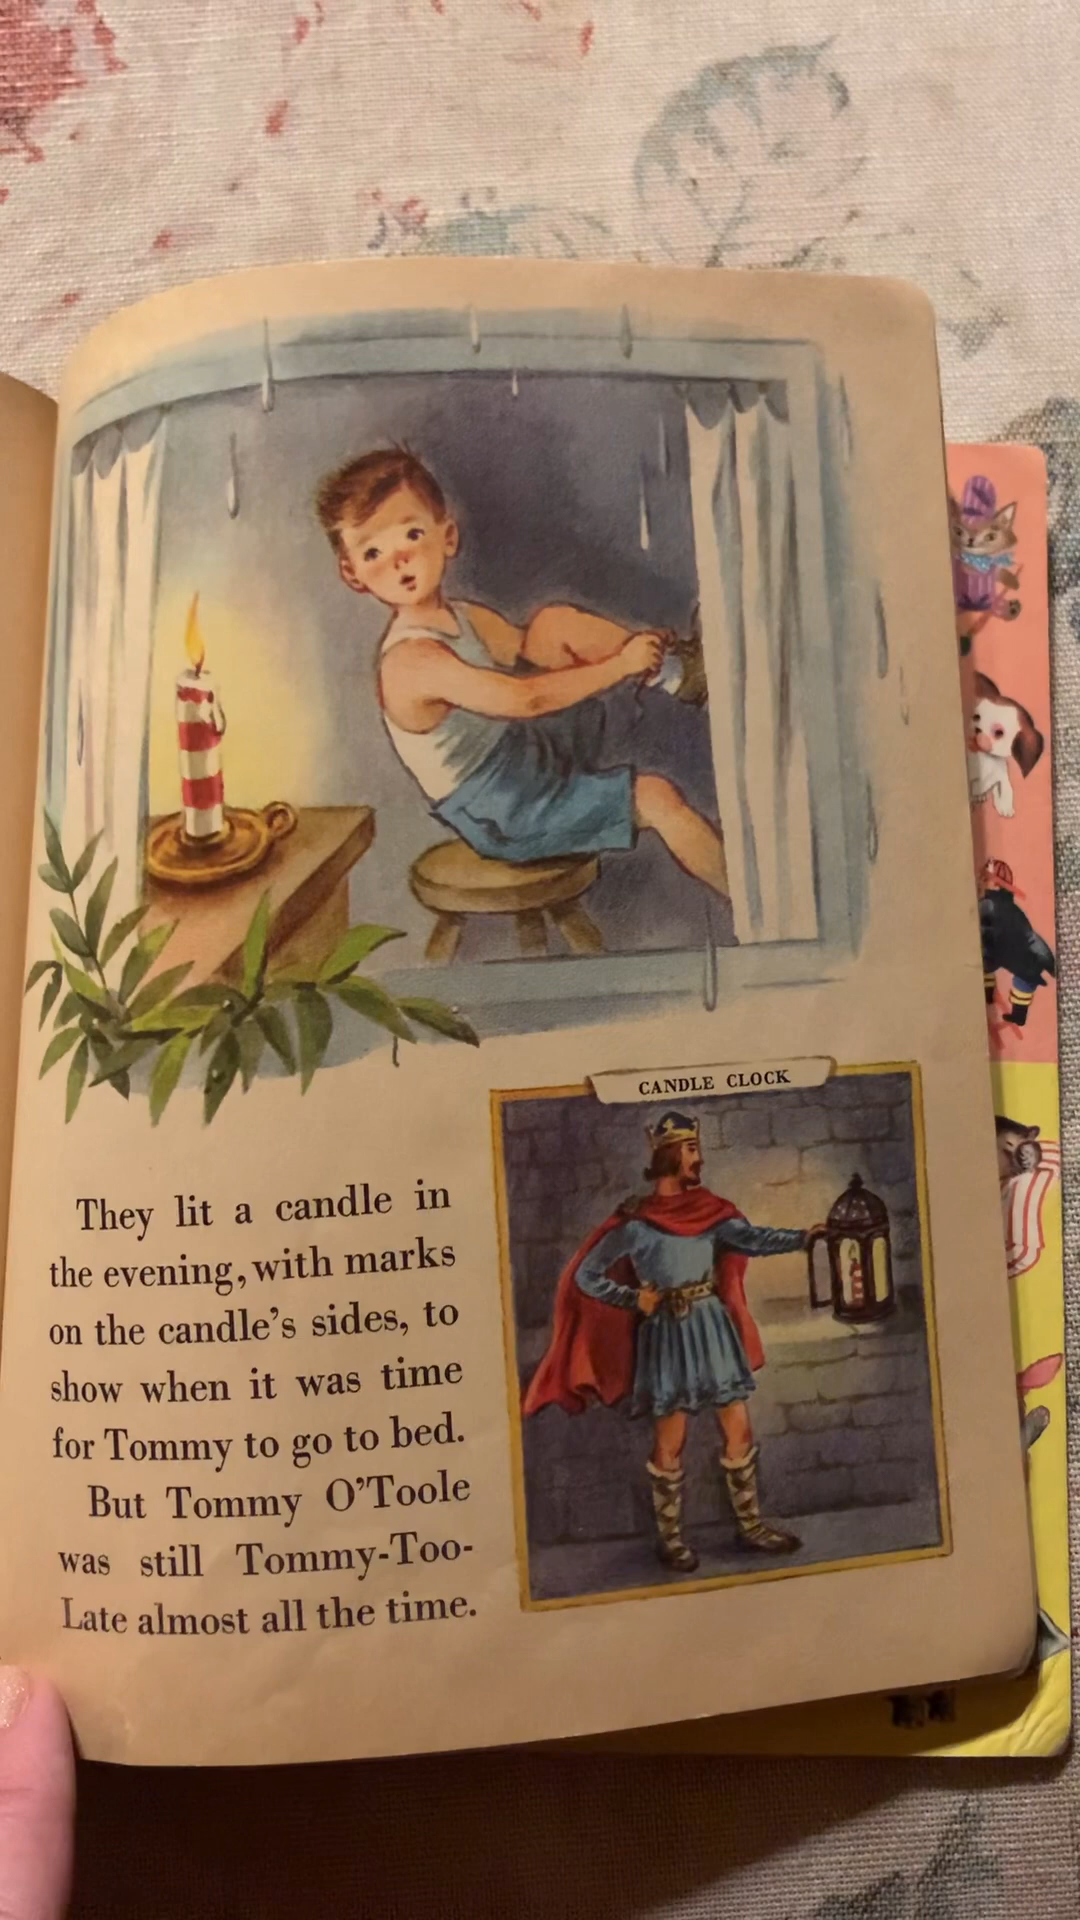 CANDLE CLOCK
They lit a candle in
the evening, with marks
on the candle's sides, to
show when it was time
for Tommy to go to bed.
But Tommy O'Toole
was still Tommy-Too-
Late almost all the time.